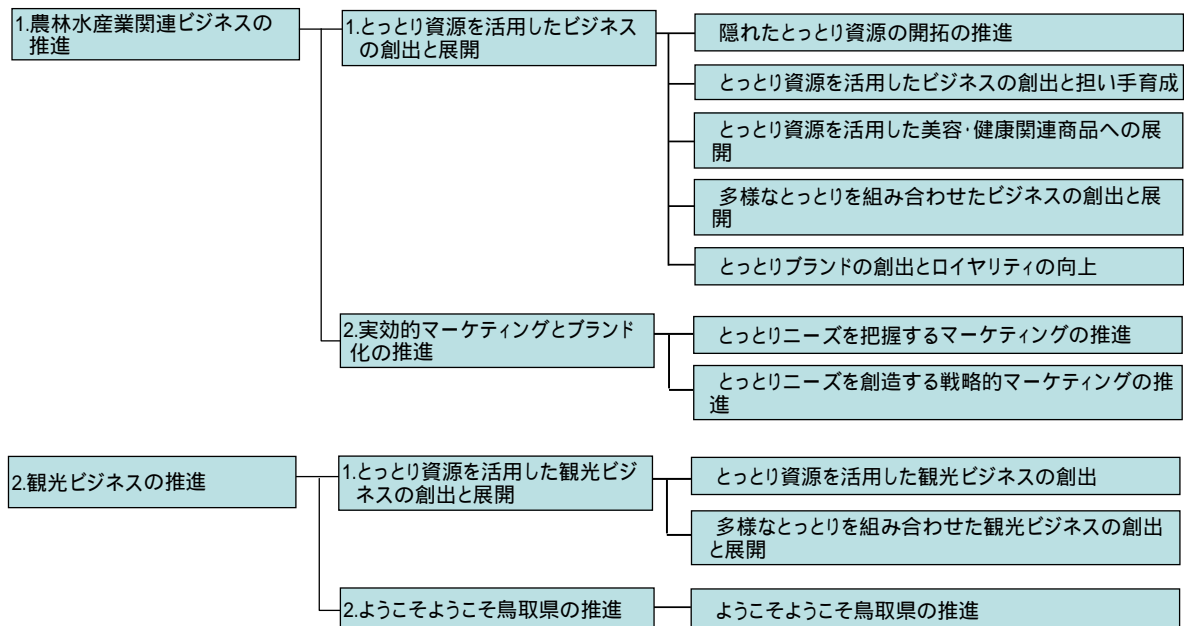 1.農林水産業関連ビジネスの
推進
1.とっとり資源を活用したビジネス
の創出と展開
隠れたとっとり資源の開拓の推進
とっとり資源を活用したビジネスの創出と担い手育成
とっとり資源を活用した美容・健康関連商品への展
開
多様なとっとりを組み合わせたビジネスの創出と展
開
とっとりブランドの創出とロイヤリティの向上
2.実効的マーケティングとブランド
化の推進
とっとりニーズを把握するマーケティングの推進
とっとりニーズを創造する戦略的マーケティングの推
進
2.観光ビジネスの推進
1.とっとり資源を活用した観光ビジ
ネスの創出と展開
とっとり資源を活用した観光ビジネスの創出
多様なとっとりを組み合わせた観光ビジネスの創出
と展開
2.ようこそようこそ鳥取県の推進
ようこそようこそ鳥取県の推進